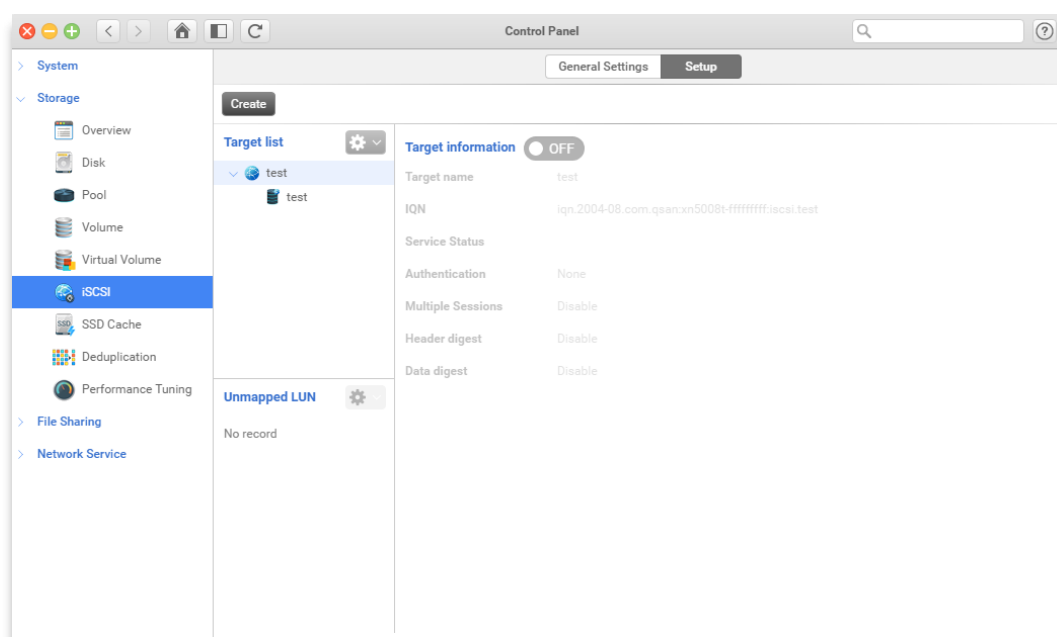 Control Panel
System
General Settings Setup
Storage
Create
Overview
Disk
Pool
Volume
Virtual Volume
iSCSI
SSD Cache
Deduplication
Performance Tuning
File Sharing
Network Service
Target list
test
test
Unmapped LUN
No record
Target information OFF
Target name test
IQN iqn.2004-08.com.qsan:xn5008t-fffffffff:iscsi.test
Service Status
Authentication None
Multiple Sessions Disable
Header digest Disable
Data digest Disable